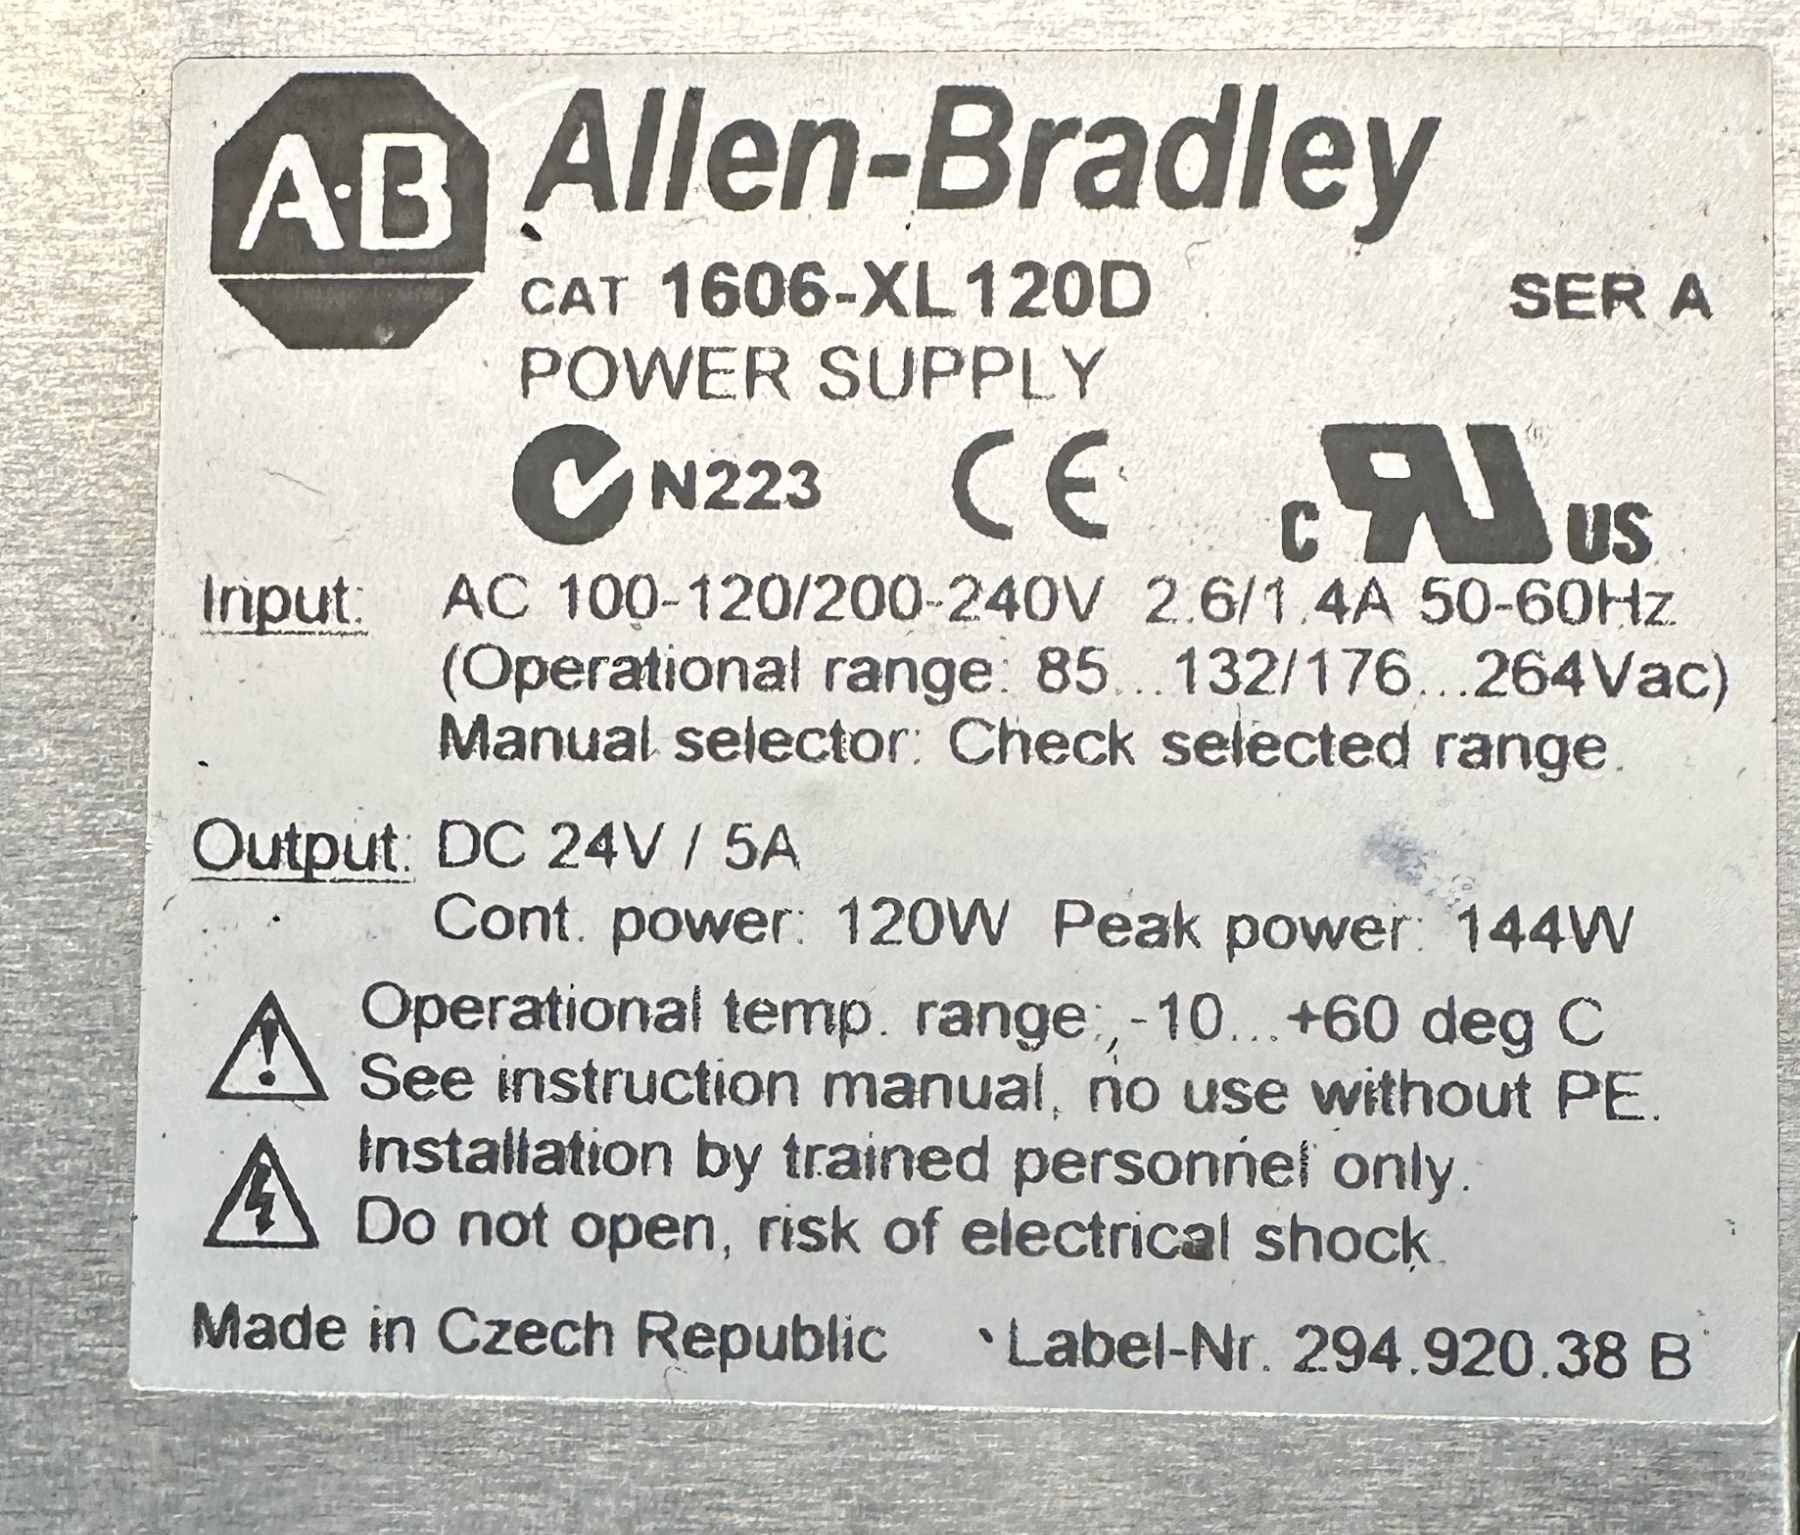 A·B Allen-Bradley
CAT 1606-XL120D SER A
POWER SUPPLY
N223 CE c RU US
Input: AC 100-120/200-240V 2.6/1.4A 50-60Hz
(Operational range: 85...132/176...264Vac)
Manual selector: Check selected range.
Output: DC 24V / 5A
Cont. power: 120W Peak power: 144W
Operational temp. range: -10...+60 deg C
See instruction manual, no use without PE.
Installation by trained personnel only.
Do not open, risk of electrical shock.
Made in Czech Republic Label-Nr. 294.920.38 B